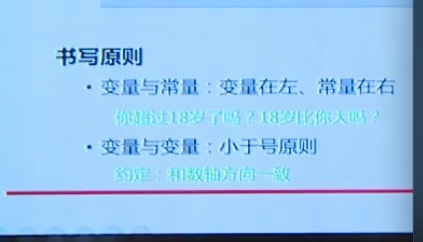 书写原则
• 变量与常量：变量在左、常量在右
你超过18岁了吗？18岁比你大吗？
• 变量与变量：小于号原则
约定：和数轴方向一致